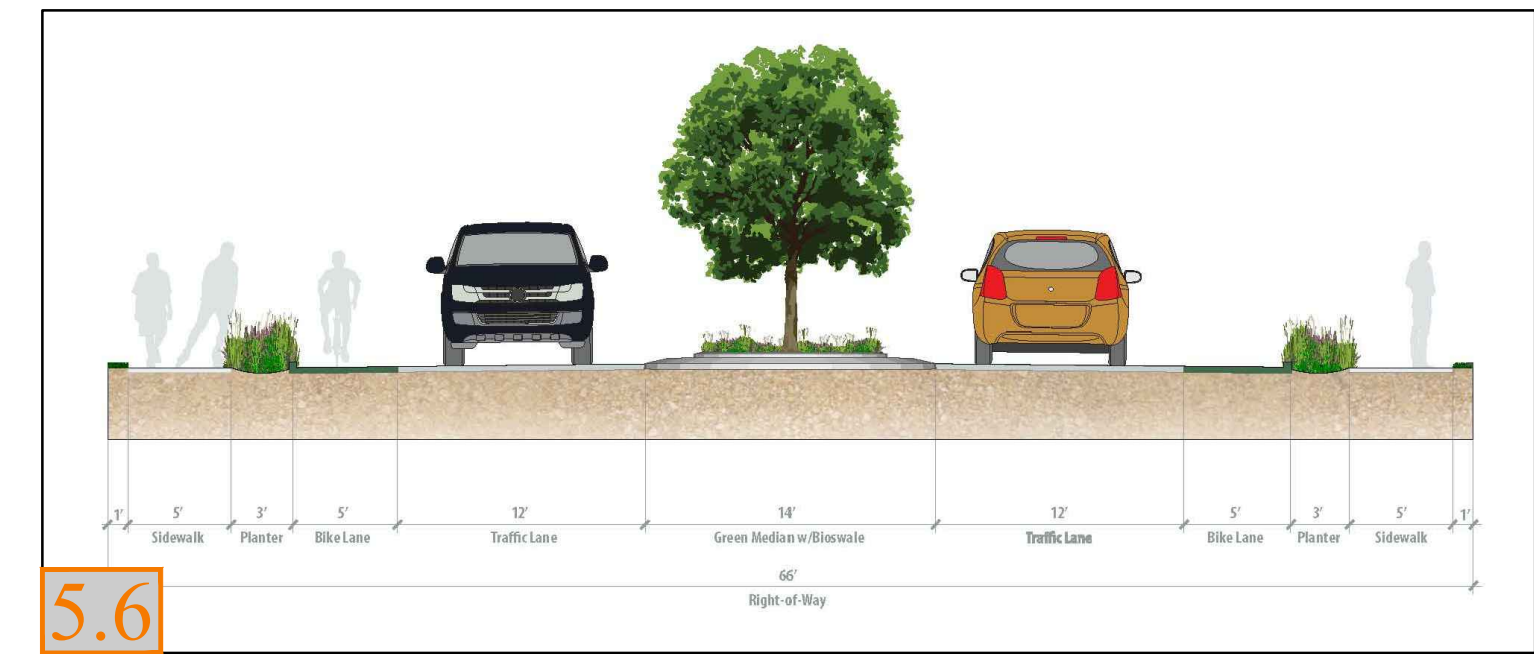 1' 5' 3' 5' 12' 14' 12' 5' 3' 5' 1'
Sidewalk Planter Bike Lane Traffic Lane Green Median w/Bioswale Traffic Lane Bike Lane Planter Sidewalk
66'
Right-of-Way
5.6